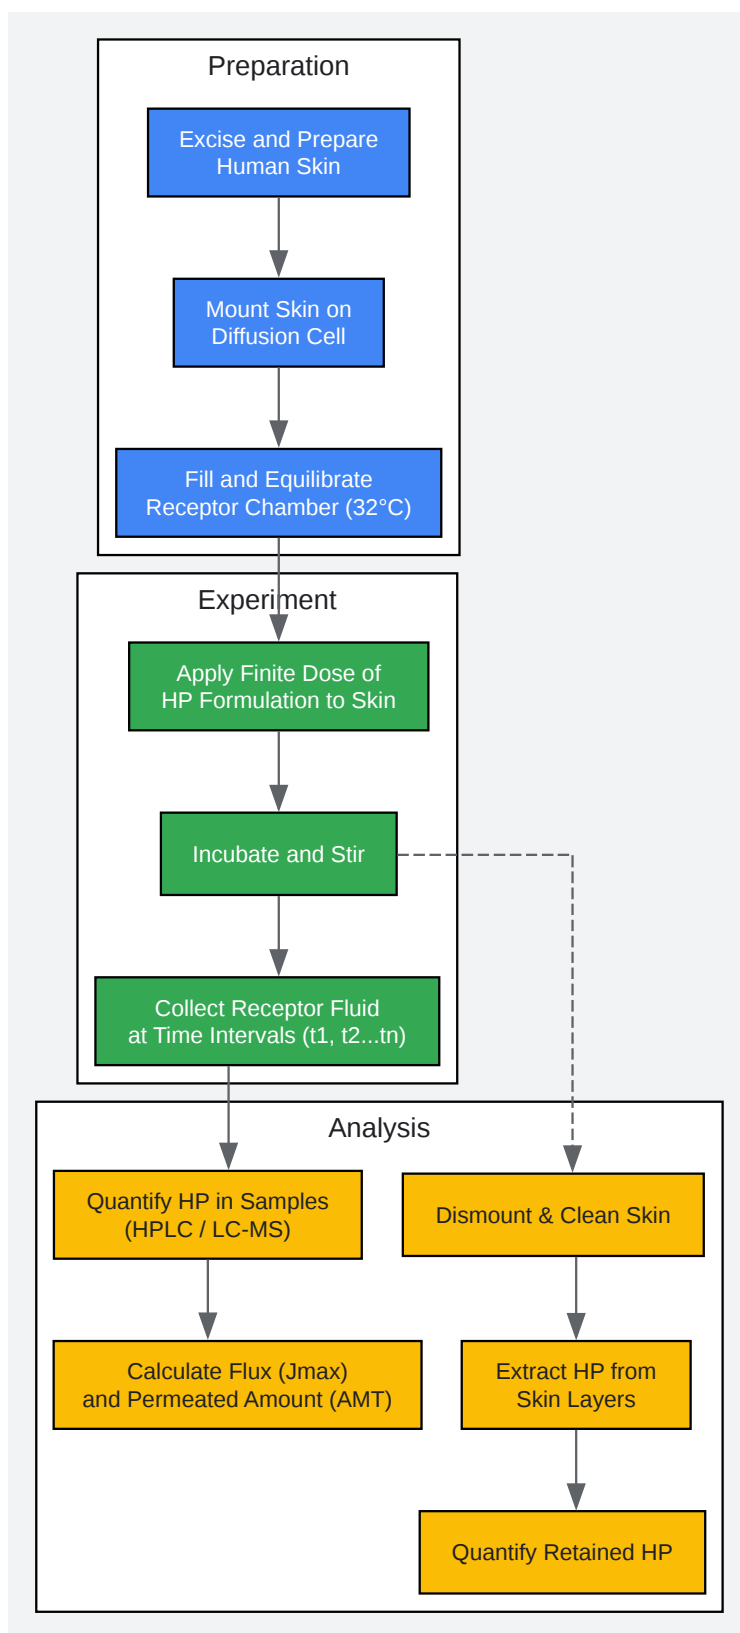 Preparation
Excise and Prepare
Human Skin
Mount Skin on
Diffusion Cell
Fill and Equilibrate
Receptor Chamber (32°C)
Experiment
Apply Finite Dose of
HP Formulation to Skin
Incubate and Stir
Collect Receptor Fluid
at Time Intervals (t1, t2...tn)
Analysis
Quantify HP in Samples
(HPLC / LC-MS)
Dismount & Clean Skin
Calculate Flux (Jmax)
and Permeated Amount (AMT)
Extract HP from
Skin Layers
Quantify Retained HP